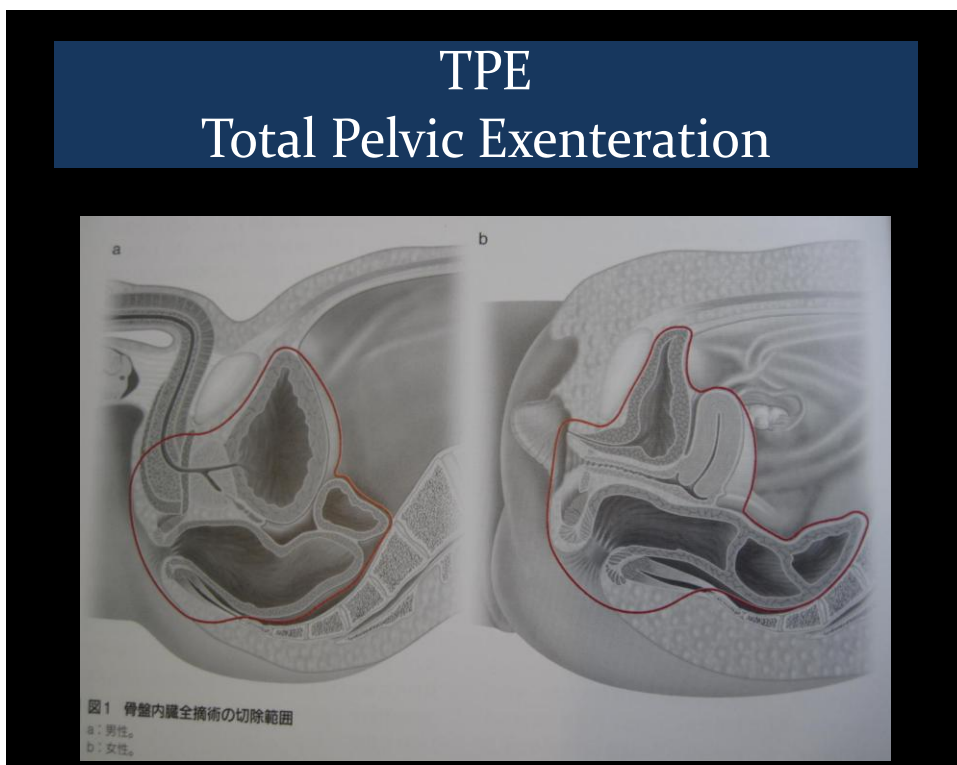 TPE
Total Pelvic Exenteration
a
b
図1 骨盤内臓全摘術の切除範囲
a：男性。
b：女性。